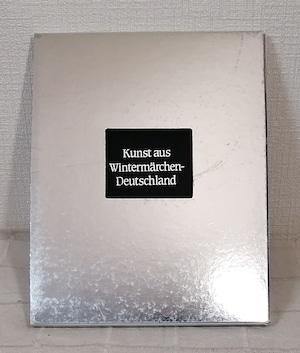 Kunst aus
Wintermärchen-
Deutschland